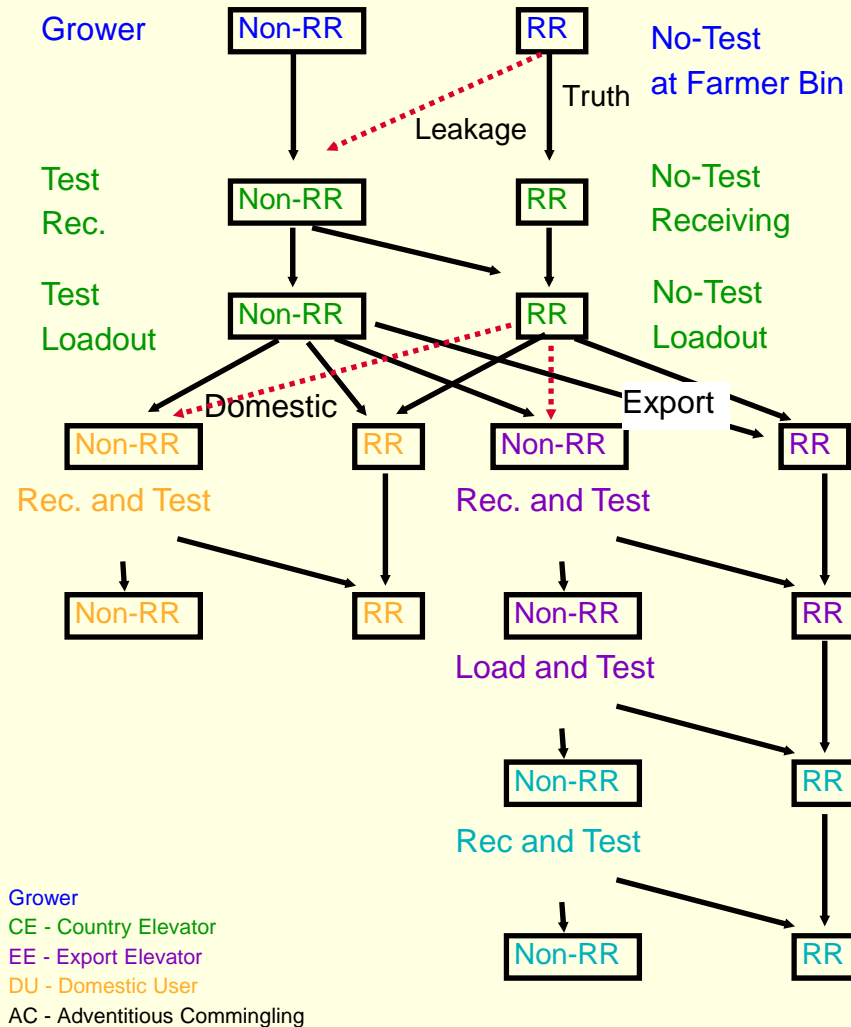 Grower
Non-RR
RR
No-Test
at Farmer Bin
Truth
Leakage
Test
Rec.
Non-RR
RR
No-Test
Receiving
Test
Loadout
Non-RR
RR
No-Test
Loadout
Domestic
Export
Non-RR
RR
Non-RR
RR
Rec. and Test
Rec. and Test
Non-RR
RR
Non-RR
RR
Load and Test
Non-RR
RR
Rec and Test
Non-RR
RR
Grower
CE - Country Elevator
EE - Export Elevator
DU - Domestic User
AC - Adventitious Commingling